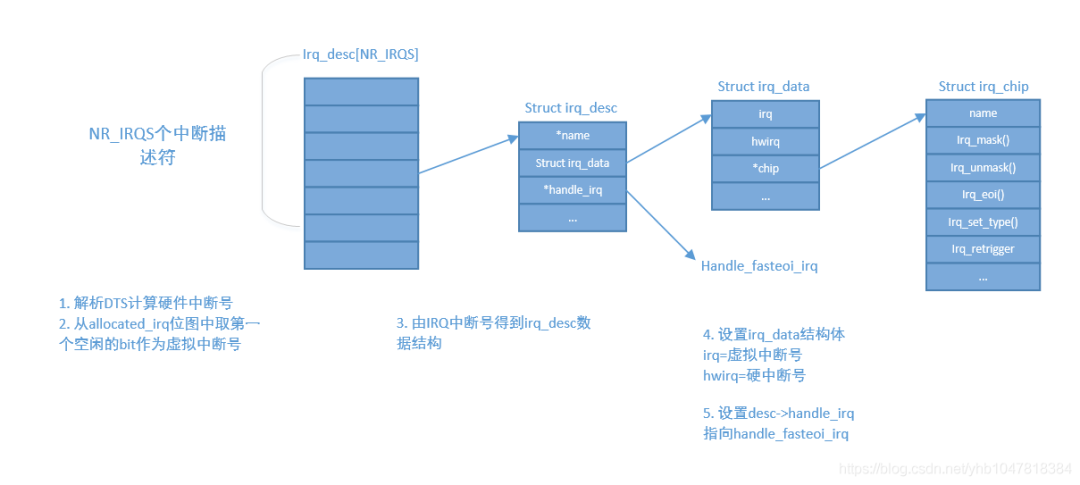 Irq_desc[NR_IRQS]
NR_IRQS个中断描
述符
Struct irq_desc
*name
Struct irq_data
*handle_irq
...
Struct irq_data
irq
hwirq
*chip
...
Struct irq_chip
name
Irq_mask()
Irq_unmask()
Irq_eoi()
Irq_set_type()
Irq_retrigger
...
Handle_fasteoi_irq
1. 解析DTS计算硬件中断号
2. 从allocated_irq位图中取第一
个空闲的bit作为虚拟中断号
3. 由IRQ中断号得到irq_desc数
据结构
4. 设置irq_data结构体
irq=虚拟中断号
hwirq=硬中断号
5. 设置desc->handle_irq
指向handle_fasteoi_irq
https://blog.csdn.net/yhb1047818384